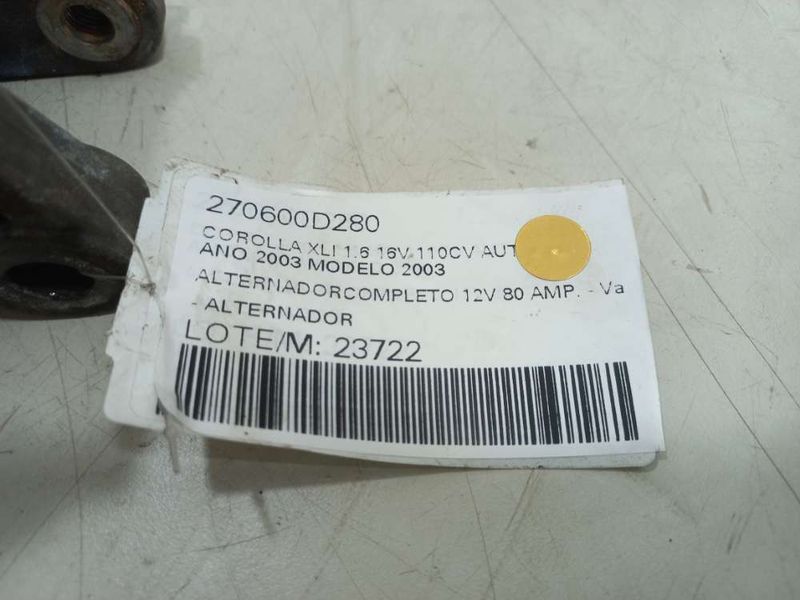 270600D280
COROLLA XLI 1.6 16V 110CV AUT
ANO 2003 MODELO 2003
ALTERNADORCOMPLETO 12V 80 AMP. - Va
- ALTERNADOR
LOTE/M: 23722